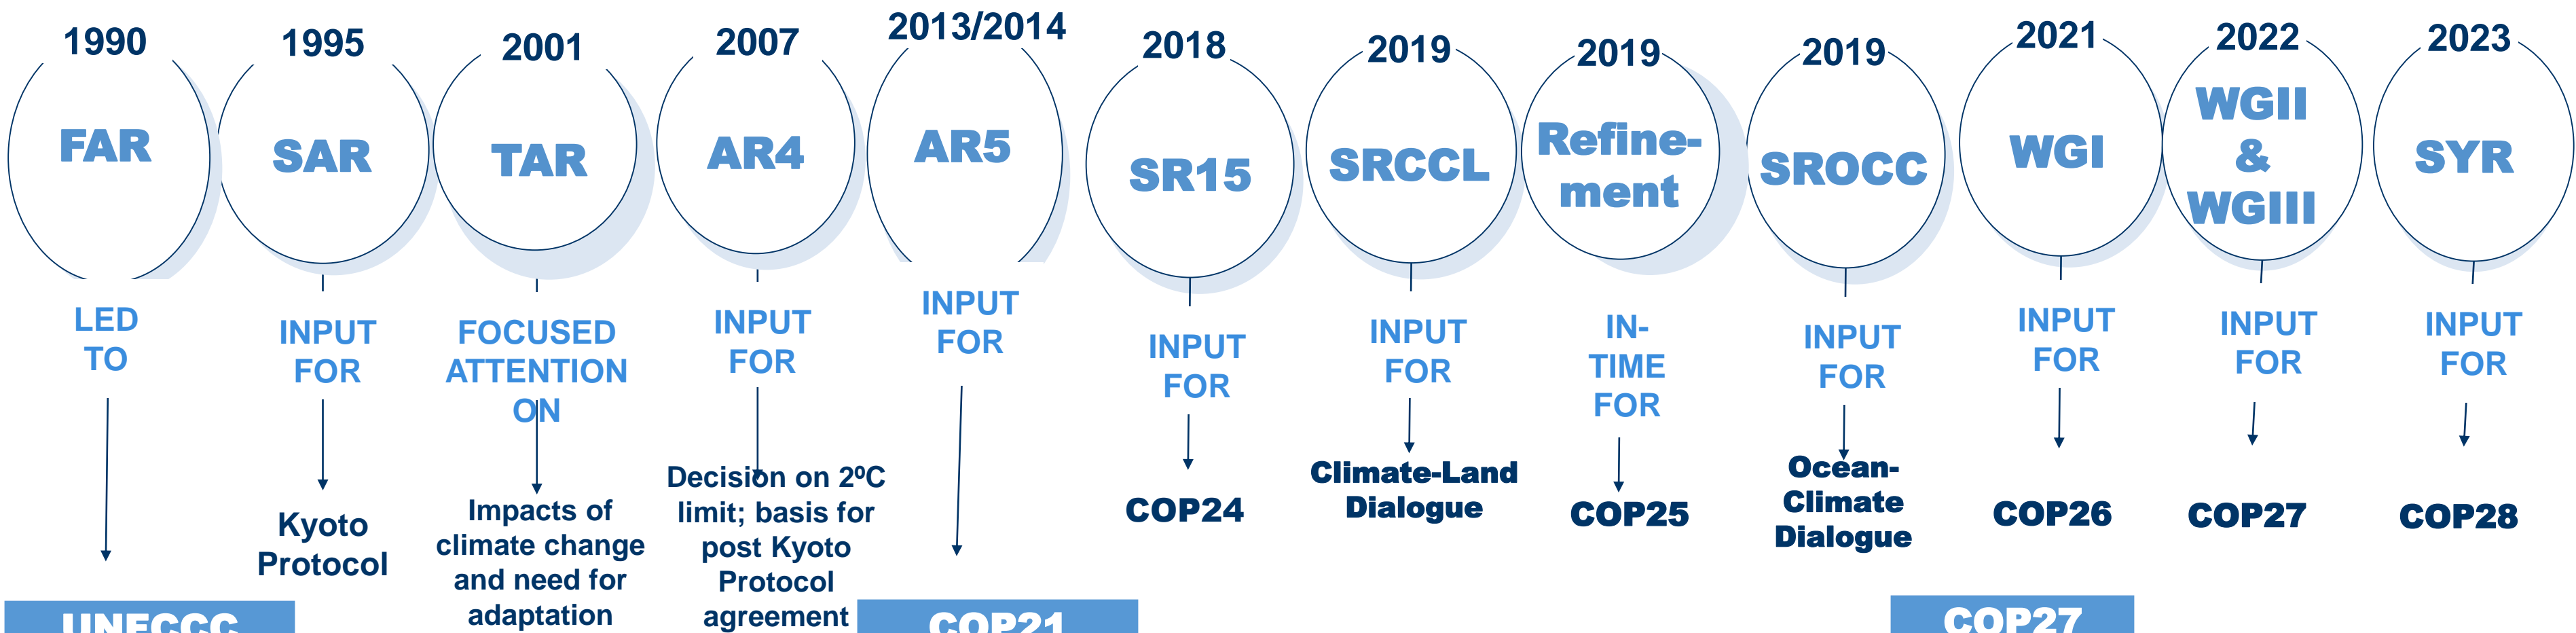 1990
FAR
LED
TO
UNFCCC
1995
SAR
INPUT
FOR
Kyoto
Protocol
2001
TAR
FOCUSED
ATTENTION
ON
Impacts of
climate change
and need for
adaptation
2007
AR4
INPUT
FOR
Decision on 2ºC
limit; basis for
post Kyoto
Protocol
agreement
2013/2014
AR5
INPUT
FOR
COP21
2018
SR15
INPUT
FOR
COP24
2019
SRCCL
INPUT
FOR
Climate-Land
Dialogue
2019
Refine-
ment
IN-
TIME
FOR
COP25
2019
SROCC
INPUT
FOR
Ocean-
Climate
Dialogue
2021
WGI
INPUT
FOR
COP26
COP27
2022
WGII
&
WGIII
INPUT
FOR
COP27
2023
SYR
INPUT
FOR
COP28